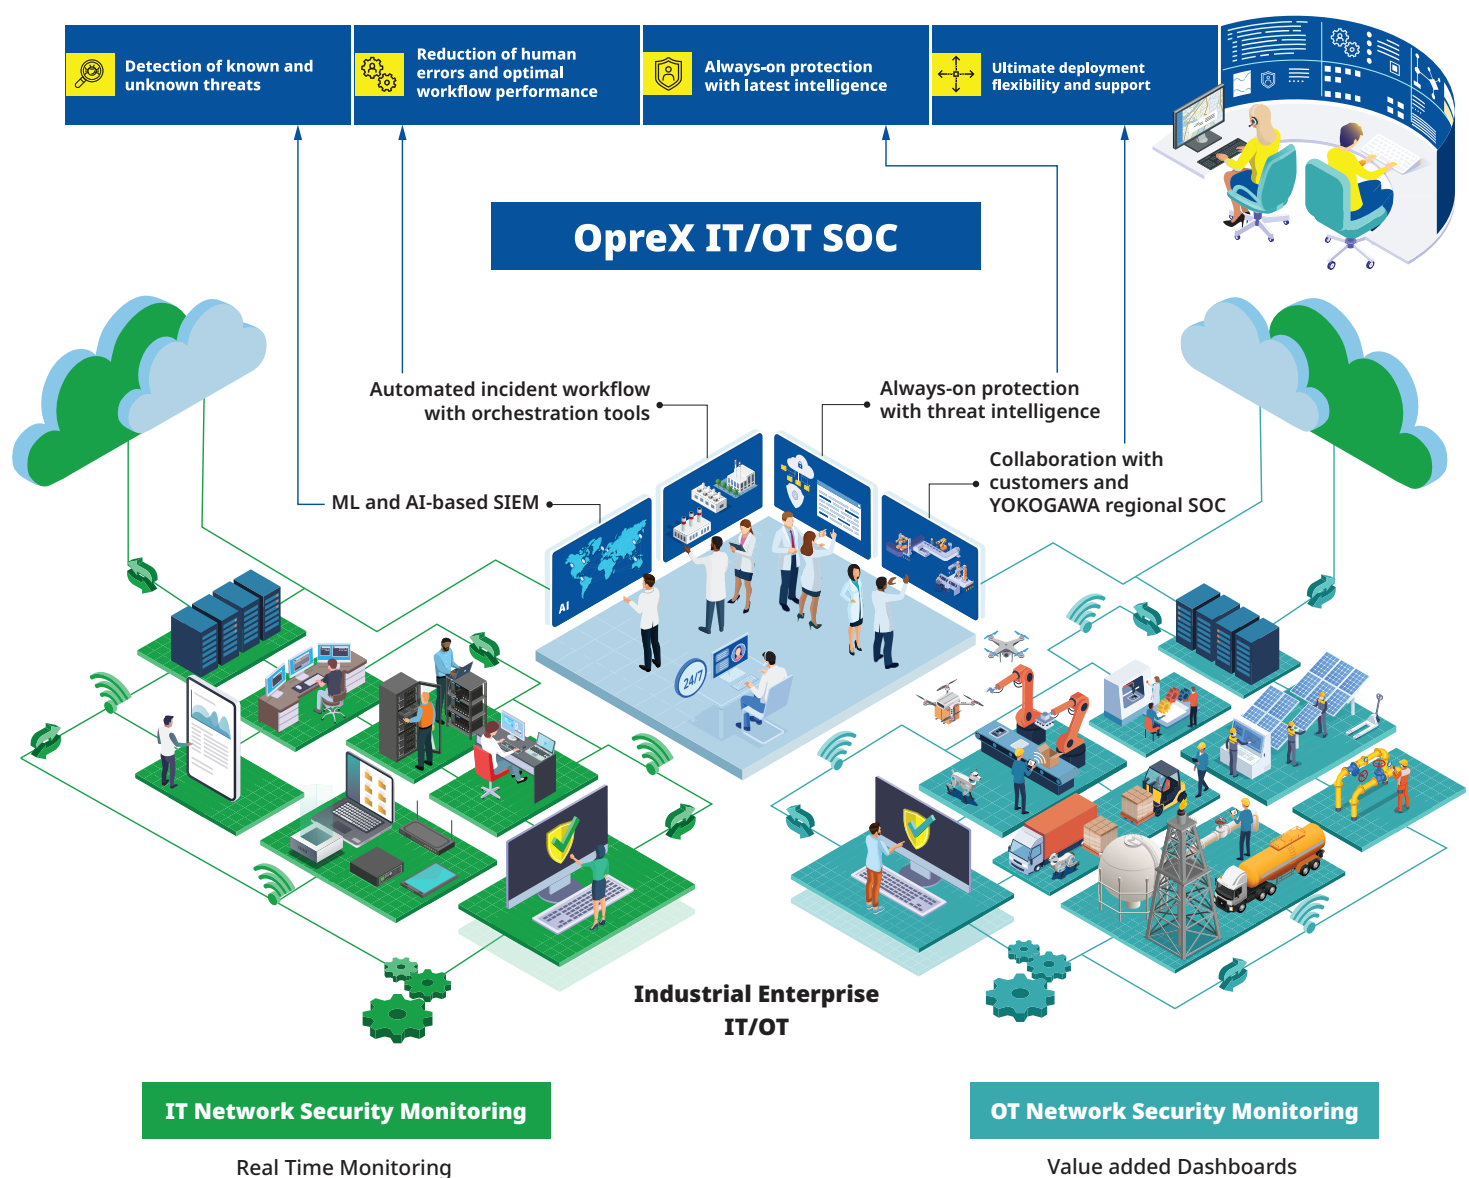 Detection of known and
unknown threats
Reduction of human
errors and optimal
workflow performance
Always-on protection
with latest intelligence
Ultimate deployment
flexibility and support
OpreX IT/OT SOC
Automated incident workflow
with orchestration tools
Always-on protection
with threat intelligence
ML and AI-based SIEM
Collaboration with
customers and
YOKOGAWA regional SOC
AI
24/7
Industrial Enterprise
IT/OT
IT Network Security Monitoring
OT Network Security Monitoring
Real Time Monitoring
Value added Dashboards